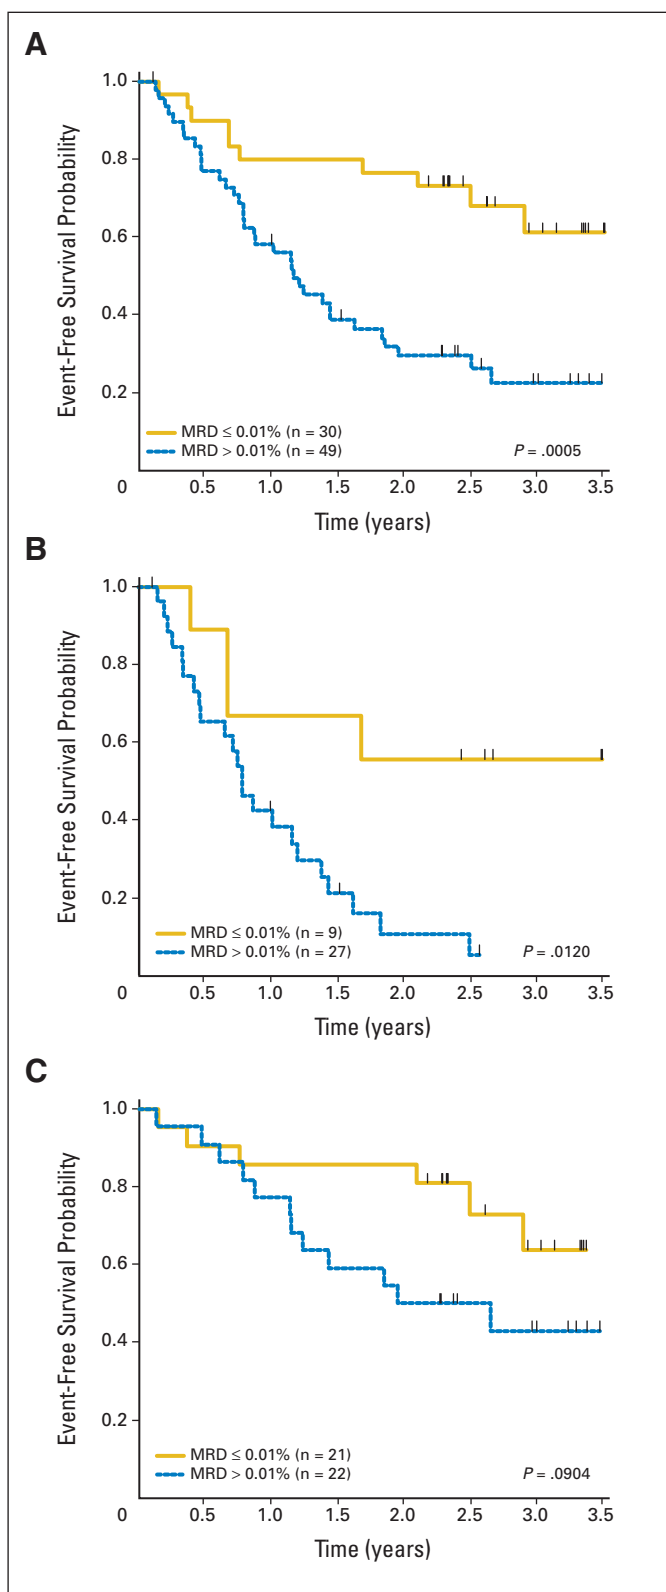 A
Event-Free Survival Probability
1.0
0.8
0.6
0.4
0.2
MRD ≤ 0.01% (n = 30)
MRD > 0.01% (n = 49)
P = .0005
0 0.5 1.0 1.5 2.0 2.5 3.0 3.5
Time (years)
B
Event-Free Survival Probability
1.0
0.8
0.6
0.4
0.2
MRD ≤ 0.01% (n = 9)
MRD > 0.01% (n = 27)
P = .0120
0 0.5 1.0 1.5 2.0 2.5 3.0 3.5
Time (years)
C
Event-Free Survival Probability
1.0
0.8
0.6
0.4
0.2
MRD ≤ 0.01% (n = 21)
MRD > 0.01% (n = 22)
P = .0904
0 0.5 1.0 1.5 2.0 2.5 3.0 3.5
Time (years)